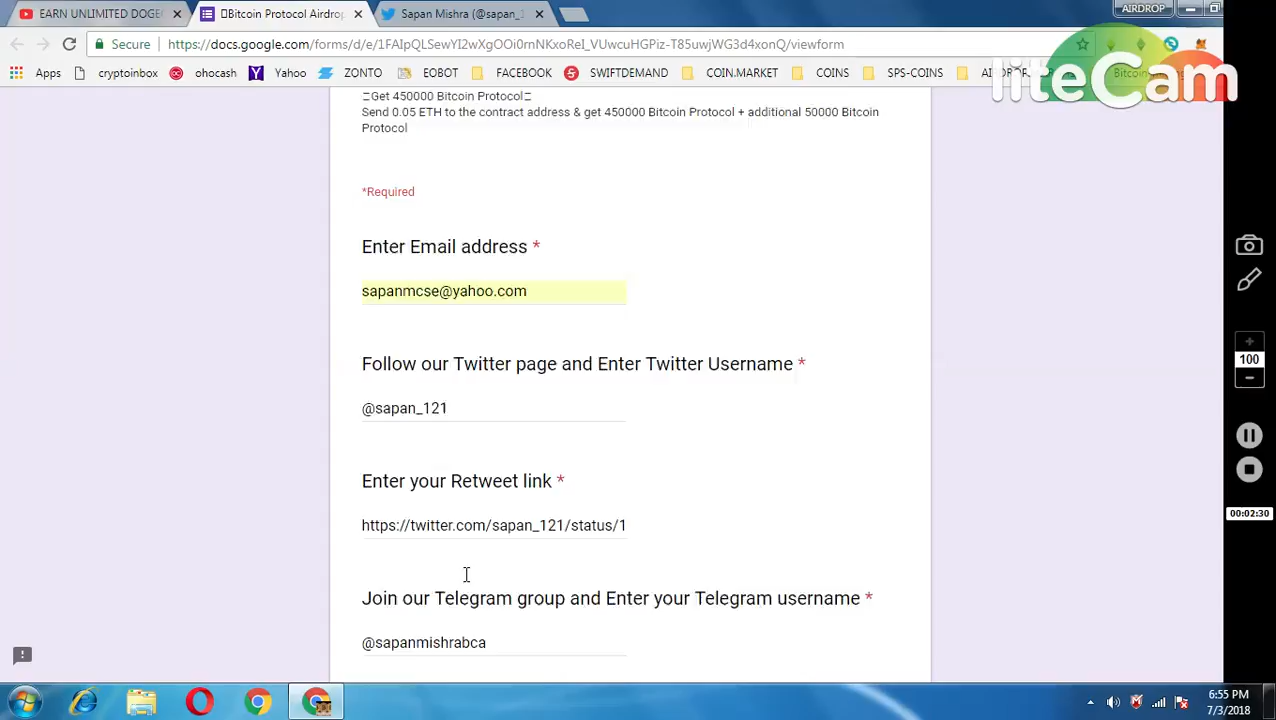 EARN UNLIMITED DOGE
Bitcoin Protocol Airdrop
Sapan Mishra (@sapan_1
AIRDROP
Secure
https://docs.google.com/forms/d/e/1FAIpQLSewYI2wXgOOi0rnNKxoReI_VUwcuHGPiz-T85uwjWG3d4xonQ/viewform
Apps
cryptoinbox
ohocash
Yahoo
ZONTO
EOBOT
FACEBOOK
SWIFTDEMAND
COIN.MARKET
COINS
SPS-COINS
liteCam
Get 450000 Bitcoin Protocol
Send 0.05 ETH to the contract address & get 450000 Bitcoin Protocol + additional 50000 Bitcoin
Protocol
*Required
Enter Email address *
sapanmcse@yahoo.com
Follow our Twitter page and Enter Twitter Username *
@sapan_121
Enter your Retweet link *
https://twitter.com/sapan_121/status/1
Join our Telegram group and Enter your Telegram username *
@sapanmishrabca
100
00:02:30
6:55 PM
7/3/2018